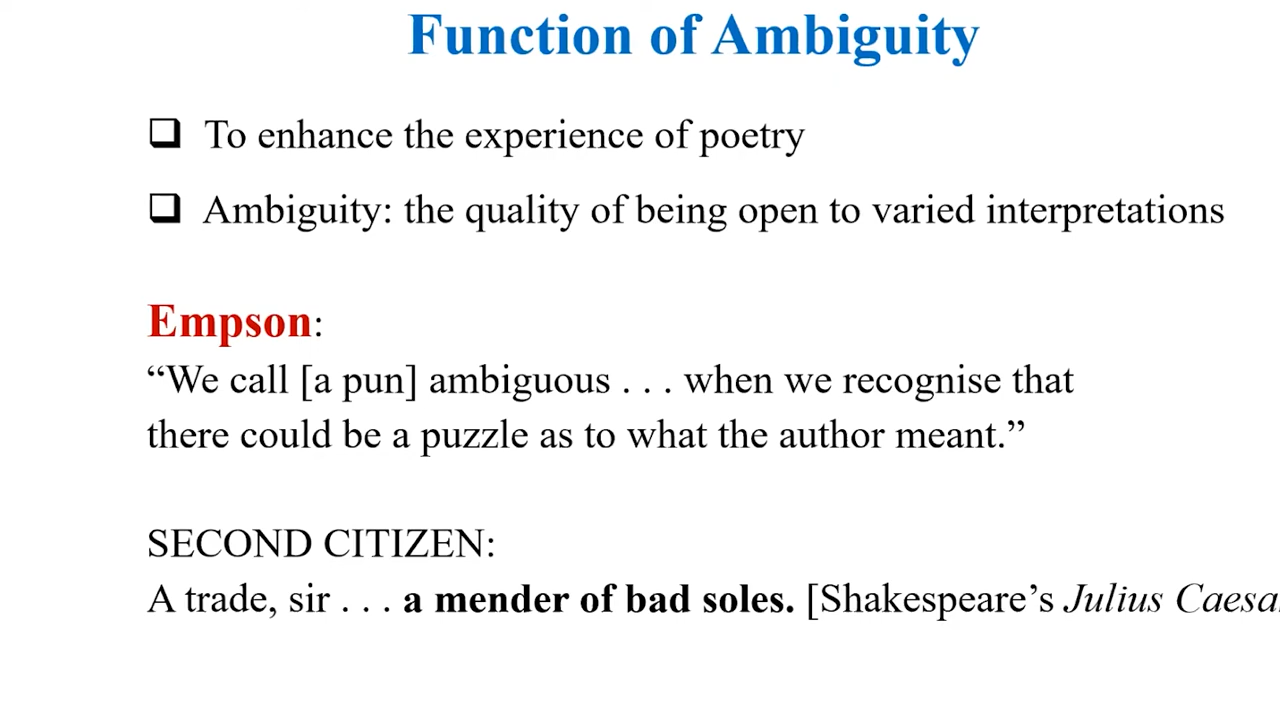 Function of Ambiguity
To enhance the experience of poetry
Ambiguity: the quality of being open to varied interpretations
Empson:
“We call [a pun] ambiguous . . . when we recognise that
there could be a puzzle as to what the author meant.”
SECOND CITIZEN:
A trade, sir . . . a mender of bad soles. [Shakespeare’s Julius